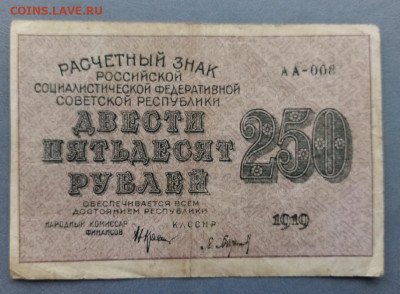 COINS.LAVE.RU
РАСЧЕТНЫЙ ЗНАК
РОССИЙСКОЙ
СОЦИАЛИСТИЧЕСКОЙ ФЕДЕРАТИВНОЙ
СОВЕТСКОЙ РЕСПУБЛИКИ
АА-008
ДВЕСТИ
ПЯТЬДЕСЯТ
РУБЛЕЙ
250
ОБЕСПЕЧИВАЕТСЯ ВСЕМ
ДОСТОЯНИЕМ РЕСПУБЛИКИ
1919
НАРОДНЫЙ КОМИССАР
ФИНАНСОВ
КАССИР